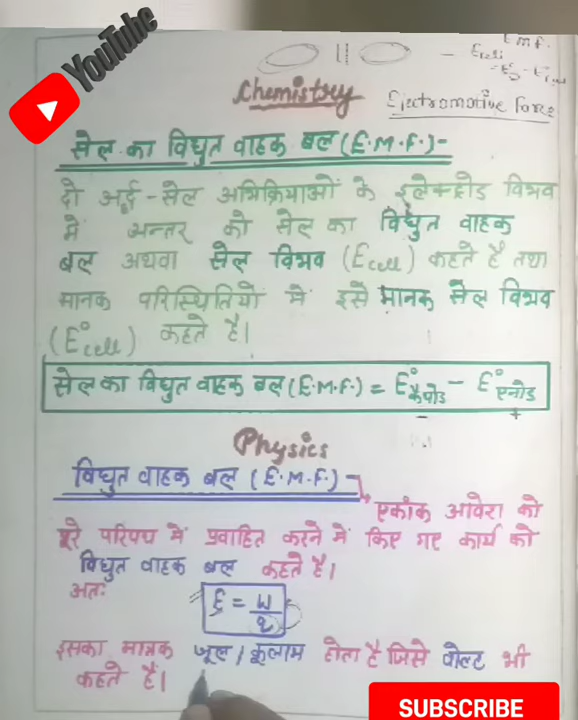 YouTube
E.M.F.
Chemistry
Electromotive Force
सेल का विद्युत वाहक बल (E.M.F.)-
दो अर्द्ध-सेल अभिक्रियाओं के इलेक्ट्रोड विभव
में अन्तर को सेल का विद्युत वाहक
बल अथवा सेल विभव (Ecell) कहते है तथा
मानक परिस्थितियों में इसे मानक सेल विभव
(E°cell) कहते है।
सेल का विद्युत वाहक बल (E.M.F.) = E°कैथोड - E°एनोड
- +
Physics
विद्युत वाहक बल (E.M.F.)-
एकांक आवेश को
पूरे परिपथ में प्रवाहित करने में किए गए कार्य को
विद्युत वाहक बल कहते है।
अतः
ξ = W/q
इसका मात्रक जूल/कूलाम होता है जिसे वोल्ट भी
कहते हैं।
SUBSCRIBE